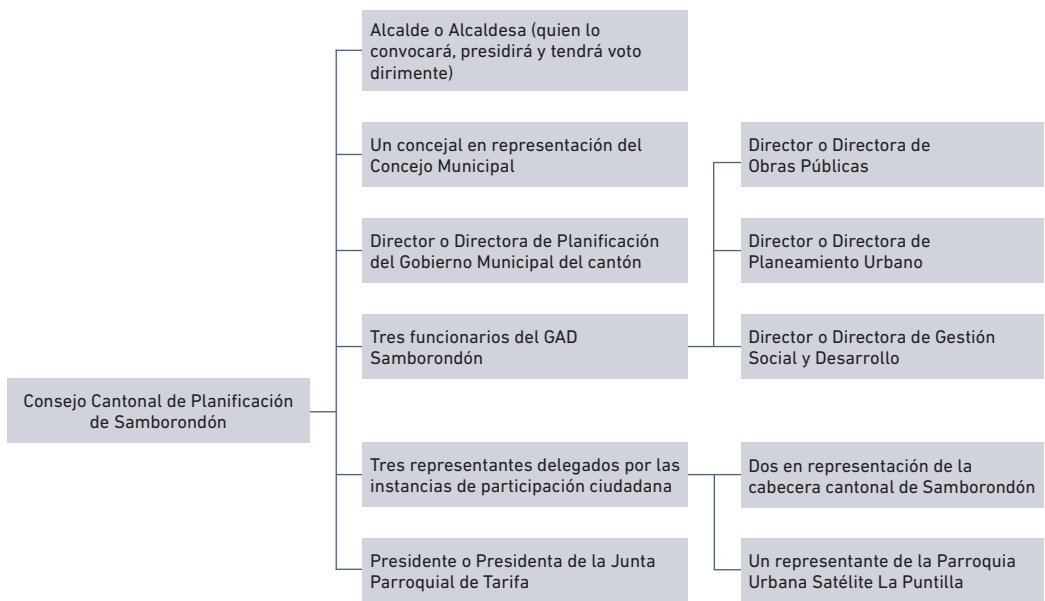 Alcalde o Alcaldesa (quien lo
convocará, presidirá y tendrá voto
dirimente)
Un concejal en representación del
Concejo Municipal
Director o Directora de
Obras Públicas
Director o Directora de Planificación
del Gobierno Municipal del cantón
Director o Directora de
Planeamiento Urbano
Tres funcionarios del GAD
Samborondón
Director o Directora de Gestión
Social y Desarrollo
Consejo Cantonal de Planificación
de Samborondón
Tres representantes delegados por las
instancias de participación ciudadana
Dos en representación de la
cabecera cantonal de Samborondón
Presidente o Presidenta de la Junta
Parroquial de Tarifa
Un representante de la Parroquia
Urbana Satélite La Puntilla